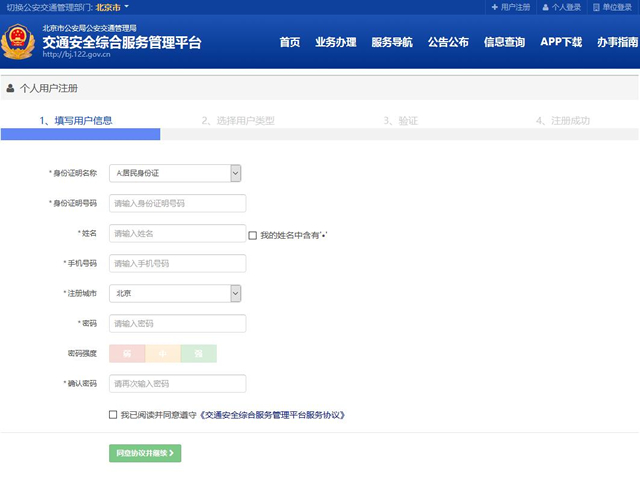 切换公安交通管理部门: 北京市
用户注册 个人登录 单位登录
北京市公安局公安交通管理局
交通安全综合服务管理平台
http://bj.122.gov.cn
首页 业务办理 服务导航 公告公布 信息查询 APP下载 办事指南
个人用户注册
1、填写用户信息 2、选择用户类型 3、验证 4、注册成功
*身份证明名称 A:居民身份证
*身份证明号码 请输入身份证明号码
*姓名 请输入姓名 我的姓名中含有'•'
*手机号码 请输入手机号码
*注册城市 北京
*密码 请输入密码
密码强度 弱 中 强
*确认密码 请再次输入密码
我已阅读并同意遵守《交通安全综合服务管理平台服务协议》
同意协议并继续